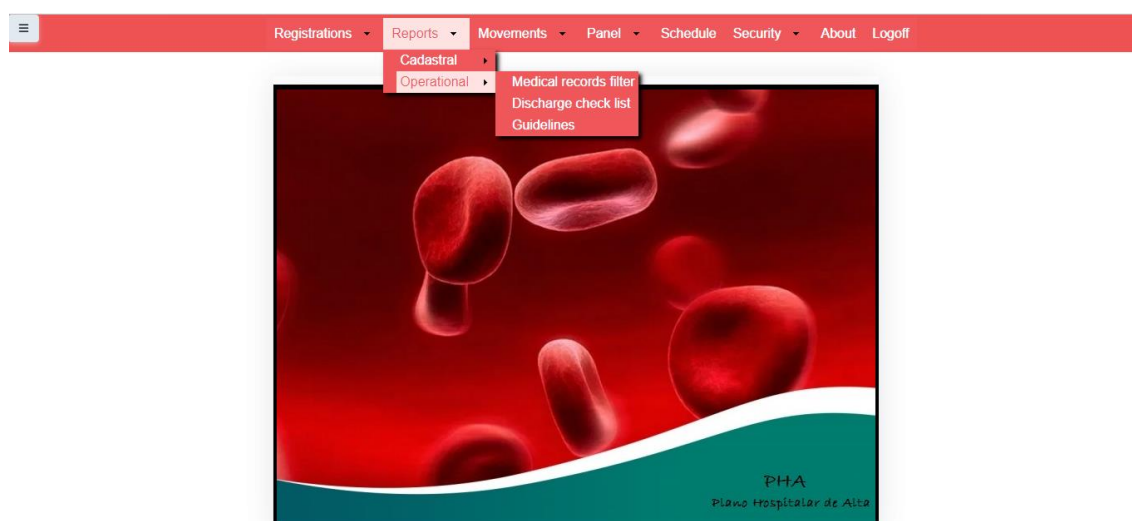 Registrations Reports Movements Panel Schedule Security About Logoff
Cadastral
Operational
Medical records filter
Discharge check list
Guidelines
PHA
Plano Hospitalar de Alta